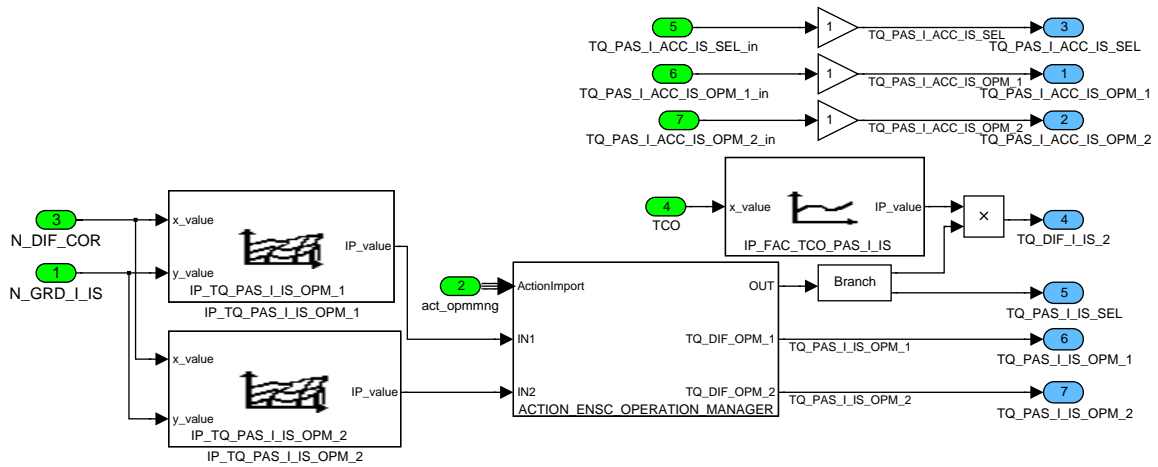 5
TQ_PAS_I_ACC_IS_SEL_in
1
TQ_PAS_I_ACC_IS_SEL
3
TQ_PAS_I_ACC_IS_SEL
6
TQ_PAS_I_ACC_IS_OPM_1_in
1
TQ_PAS_I_ACC_IS_OPM_1
1
TQ_PAS_I_ACC_IS_OPM_1
7
TQ_PAS_I_ACC_IS_OPM_2_in
1
TQ_PAS_I_ACC_IS_OPM_2
2
TQ_PAS_I_ACC_IS_OPM_2
4
TCO
x_value
IP_value
IP_FAC_TCO_PAS_I_IS
×
4
TQ_DIF_I_IS_2
3
N_DIF_COR
1
N_GRD_I_IS
x_value
y_value
IP_value
IP_TQ_PAS_I_IS_OPM_1
IP_TQ_PAS_I_IS_OPM_1
2
act_opmmng
ActionImport
OUT
Branch
5
TQ_PAS_I_IS_SEL
IN1
TQ_DIF_OPM_1
TQ_PAS_I_IS_OPM_1
6
TQ_PAS_I_IS_OPM_1
x_value
y_value
IP_value
IP_TQ_PAS_I_IS_OPM_2
IP_TQ_PAS_I_IS_OPM_2
IN2
TQ_DIF_OPM_2
ACTION_ENSC_OPERATION_MANAGER
TQ_PAS_I_IS_OPM_2
7
TQ_PAS_I_IS_OPM_2